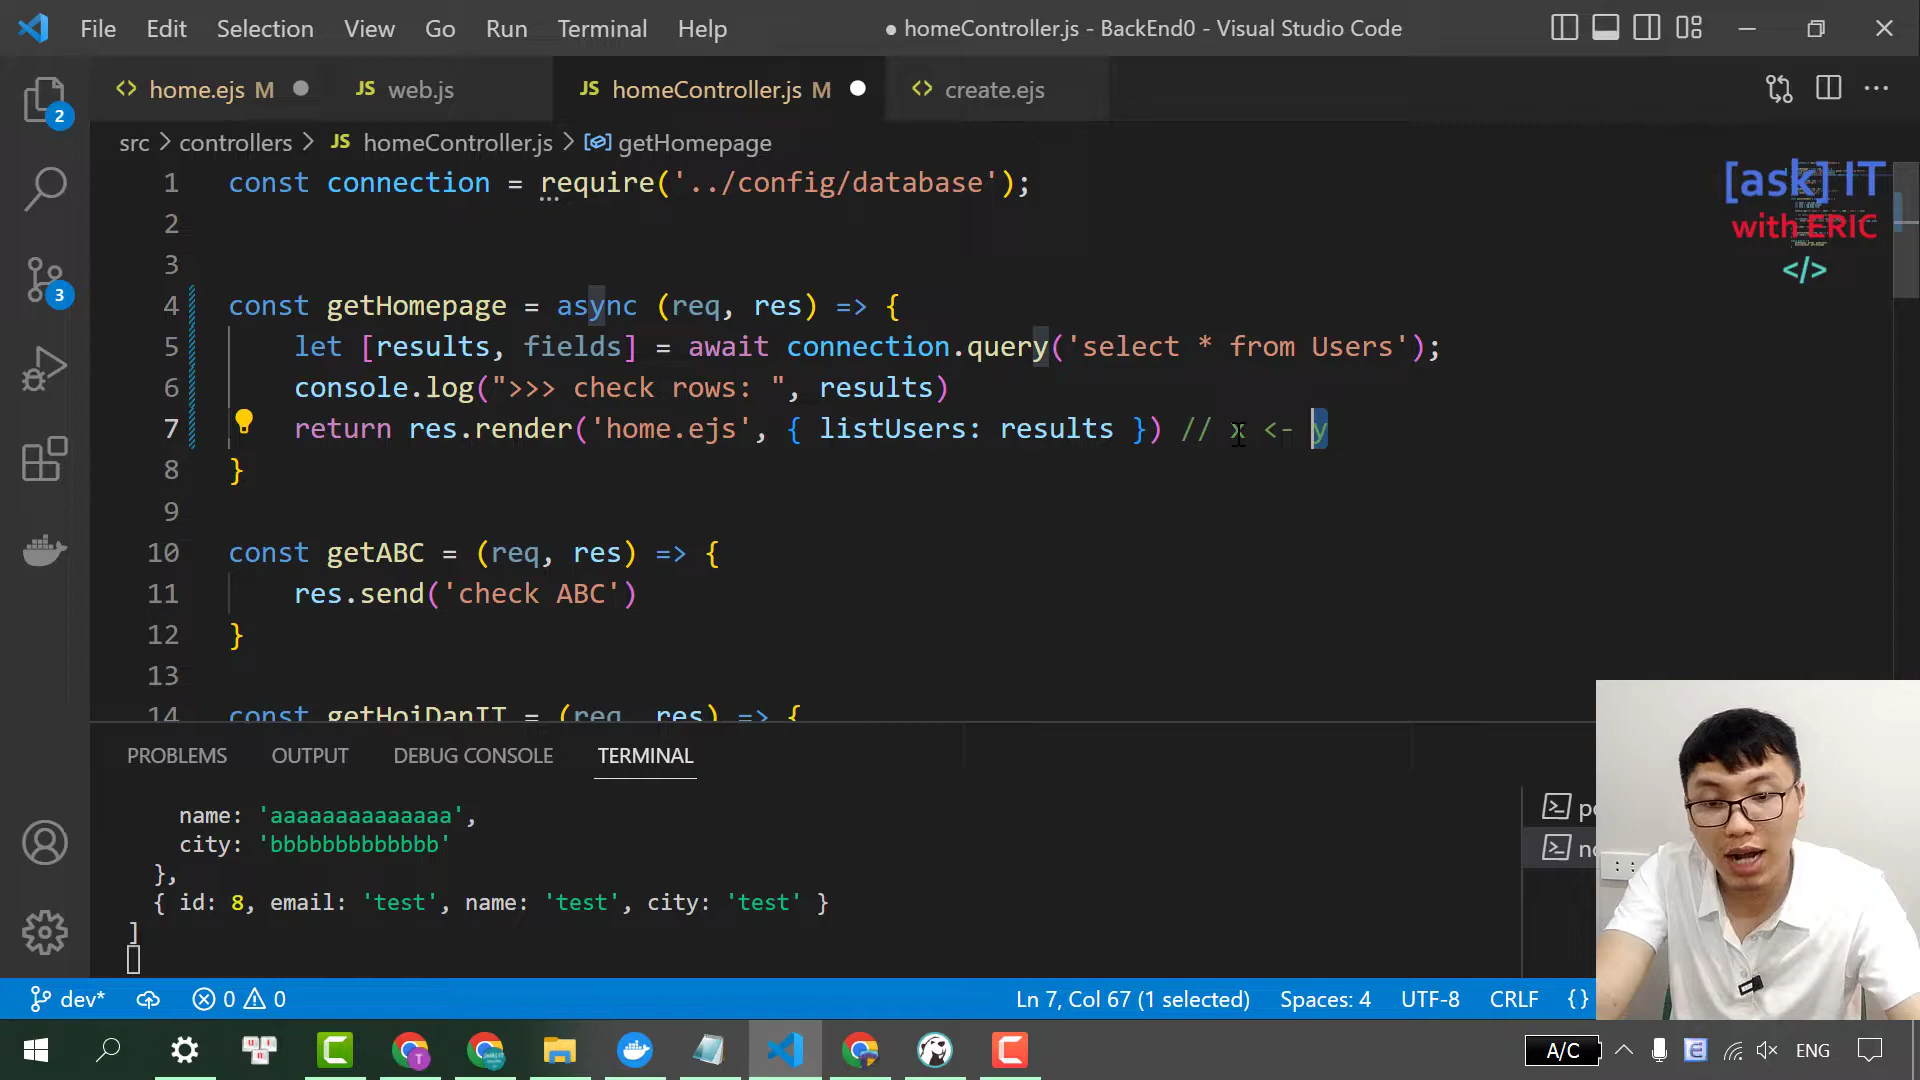 File Edit Selection View Go Run Terminal Help
● homeController.js - BackEnd0 - Visual Studio Code
home.ejs M
JS web.js
JS homeController.js M
create.ejs
src > controllers > JS homeController.js > getHomepage
[ask] IT
with ERIC
</>
1 const connection = require('../config/database');
2
3
4 const getHomepage = async (req, res) => {
5 let [results, fields] = await connection.query('select * from Users');
6 console.log(">>> check rows: ", results)
7 return res.render('home.ejs', { listUsers: results }) // x <- y
8 }
9
10 const getABC = (req, res) => {
11 res.send('check ABC')
12 }
13
14 const getHoiDanIT = (req, res) => {
2
3
PROBLEMS OUTPUT DEBUG CONSOLE TERMINAL
name: 'aaaaaaaaaaaaaa',
city: 'bbbbbbbbbbbbb'
},
{ id: 8, email: 'test', name: 'test', city: 'test' }
]
dev* 0 0
Ln 7, Col 67 (1 selected) Spaces: 4 UTF-8 CRLF {}
A/C ENG